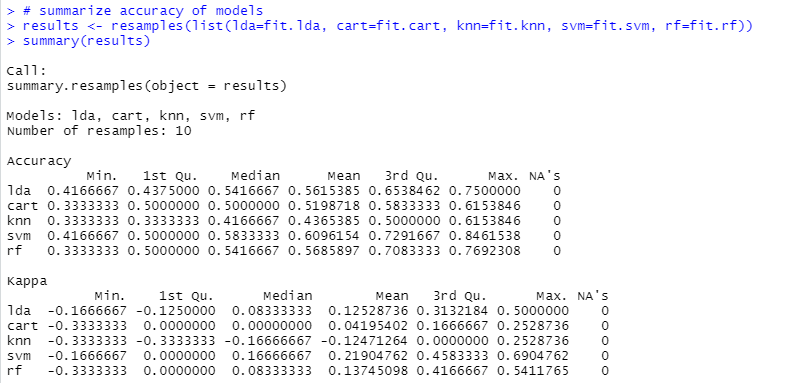 > # summarize accuracy of models
> results <- resamples(list(lda=fit.lda, cart=fit.cart, knn=fit.knn, svm=fit.svm, rf=fit.rf))
> summary(results)

Call:
summary.resamples(object = results)

Models: lda, cart, knn, svm, rf
Number of resamples: 10

Accuracy
          Min.   1st Qu.    Median      Mean   3rd Qu.      Max. NA's
lda  0.4166667 0.4375000 0.5416667 0.5615385 0.6538462 0.7500000    0
cart 0.3333333 0.5000000 0.5000000 0.5198718 0.5833333 0.6153846    0
knn  0.3333333 0.3333333 0.4166667 0.4365385 0.5000000 0.6153846    0
svm  0.4166667 0.5000000 0.5833333 0.6096154 0.7291667 0.8461538    0
rf   0.3333333 0.5000000 0.5416667 0.5685897 0.7083333 0.7692308    0

Kappa
           Min.    1st Qu.      Median        Mean   3rd Qu.      Max. NA's
lda  -0.1666667 -0.1250000  0.08333333  0.12528736 0.3132184 0.5000000    0
cart -0.3333333  0.0000000  0.00000000  0.04195402 0.1666667 0.2528736    0
knn  -0.3333333 -0.3333333 -0.16666667 -0.12471264 0.0000000 0.2528736    0
svm  -0.1666667  0.0000000  0.16666667  0.21904762 0.4583333 0.6904762    0
rf   -0.3333333  0.0000000  0.08333333  0.13745098 0.4166667 0.5411765    0